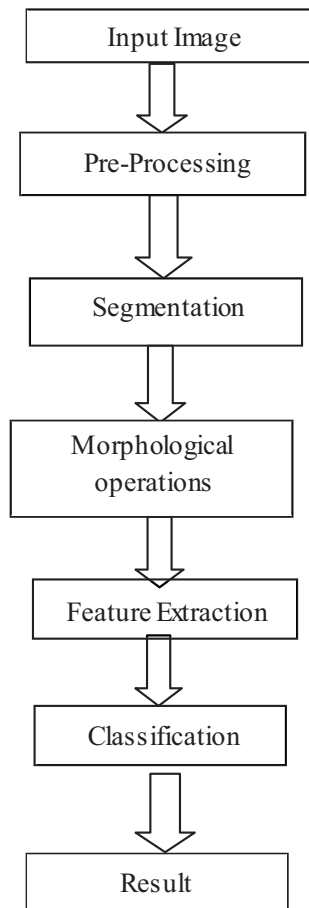 Input Image
Pre-Processing
Segmentation
Morphological
operations
Feature Extraction
Classification
Result